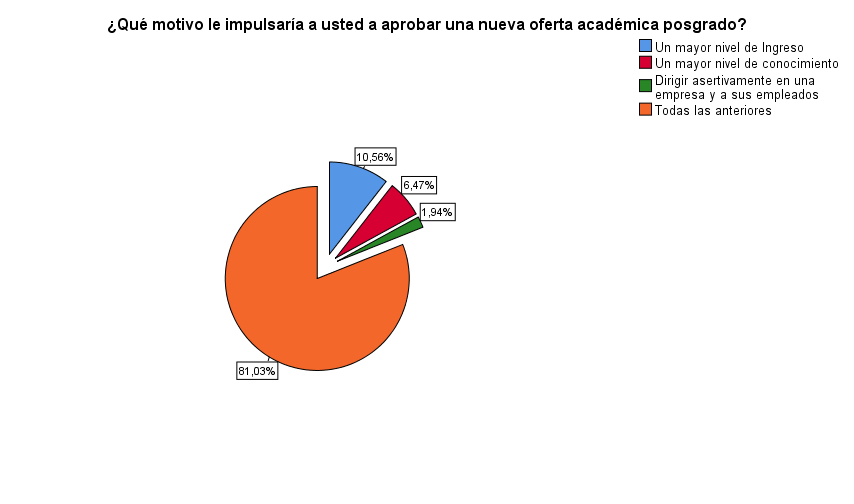 ¿Qué motivo le impulsaría a usted a aprobar una nueva oferta académica posgrado?
Un mayor nivel de Ingreso
Un mayor nivel de conocimiento
Dirigir asertivamente en una
empresa y a sus empleados
Todas las anteriores
10,56%
6,47%
1,94%
81,03%